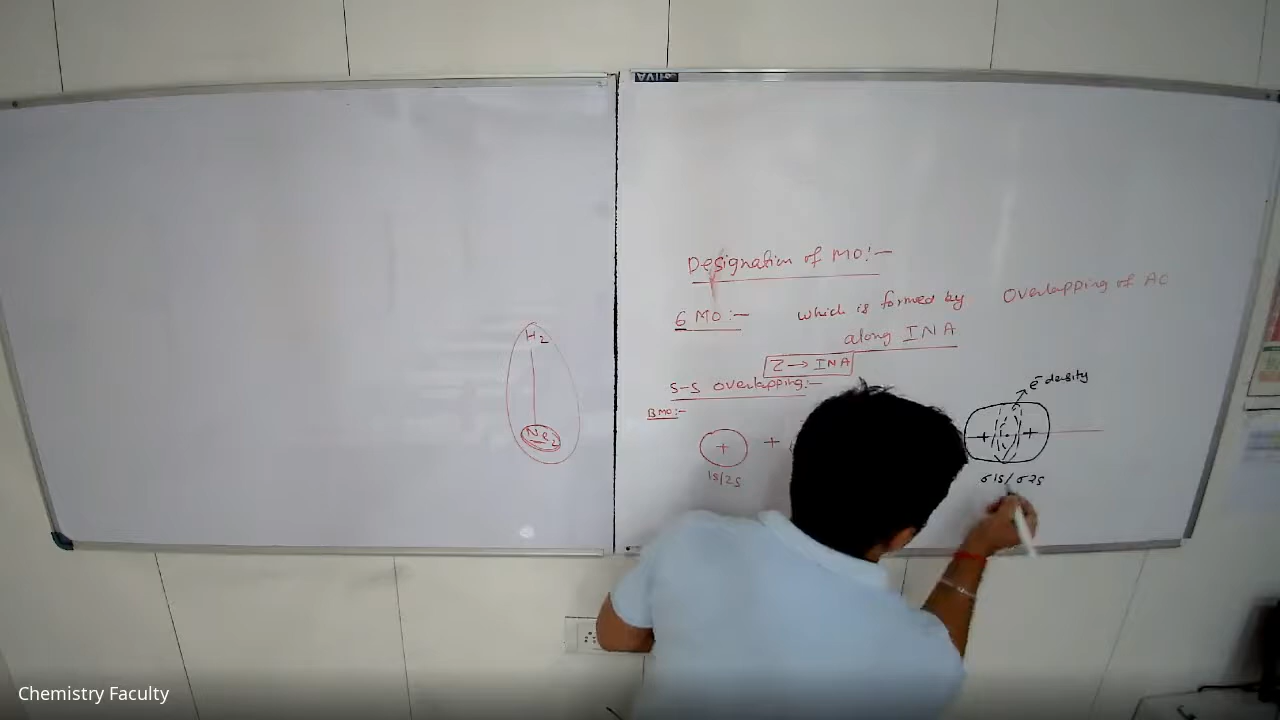 Designation of MO:-
6 MO:- which is formed by Overlapping of AO
along INA
Z → INA
S-S overlapping:-
BMO:-
e⁻ density
+ + + +
1S/2S
σ1s/σ2s
H₂
Ne₂
Chemistry Faculty